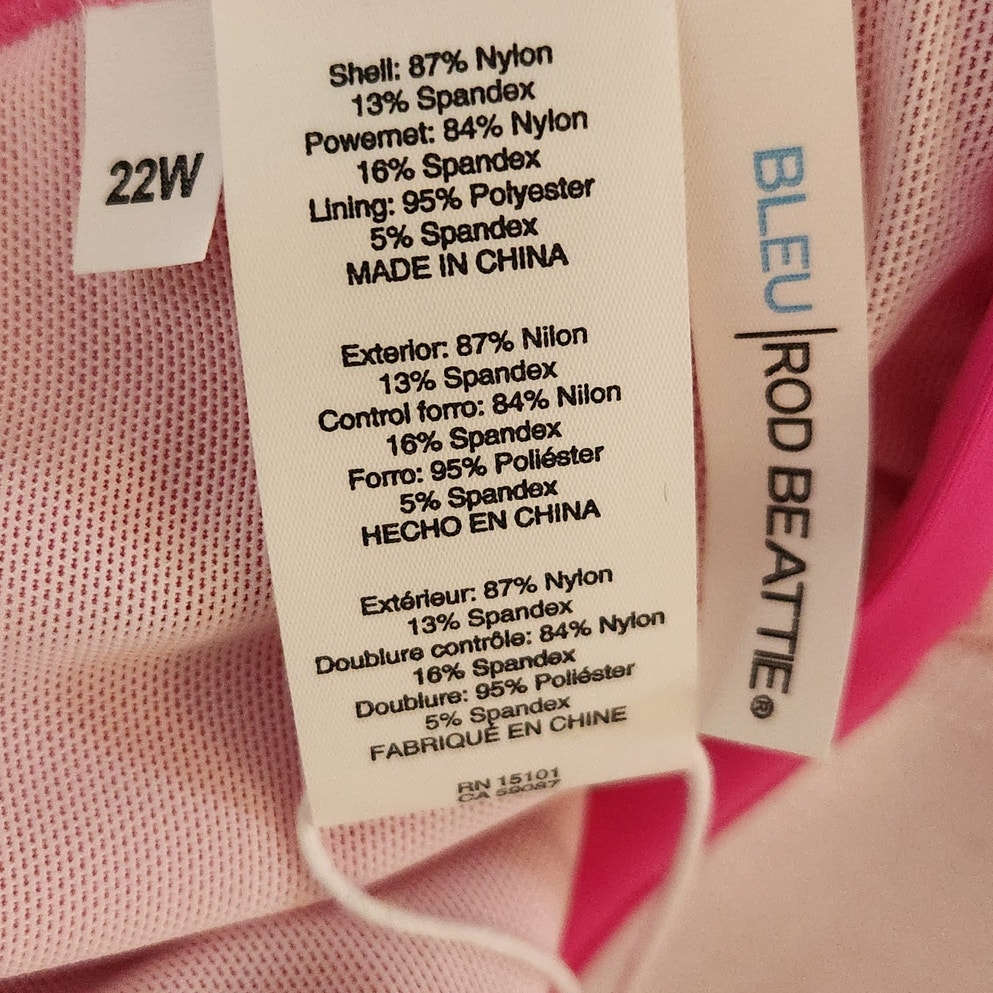 22W
Shell: 87% Nylon
13% Spandex
Powernet: 84% Nylon
16% Spandex
Lining: 95% Polyester
5% Spandex
MADE IN CHINA
Exterior: 87% Nilon
13% Spandex
Control forro: 84% Nilon
16% Spandex
Forro: 95% Poliéster
5% Spandex
HECHO EN CHINA
Extérieur: 87% Nylon
13% Spandex
Doublure contrôle: 84% Nylon
16% Spandex
Doublure: 95% Poliéster
5% Spandex
FABRIQUÉ EN CHINE
RN 15101
CA 59087
BLEU | ROD BEATTIE®